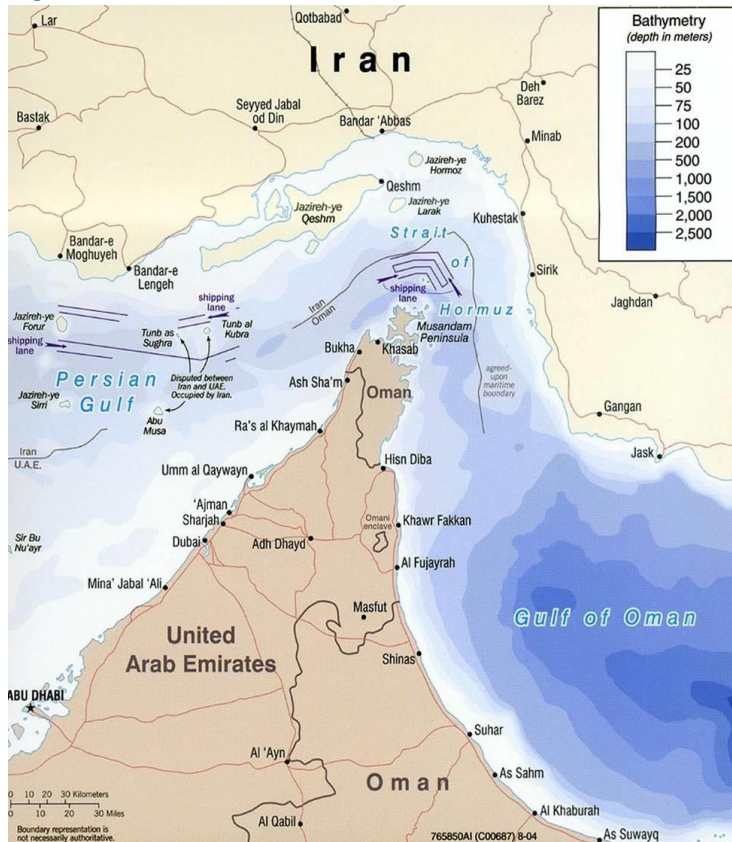 Lar
Qotbabad
Iran
Bathymetry
(depth in meters)
25
50
75
100
200
500
1,000
1,500
2,000
2,500
Deh
Barez
Bastak
Seyyed Jabal
od Din
Bandar 'Abbas
Minab
Jazireh-ye
Hormoz
Qeshm
Jazireh-ye
Qeshm
Jazireh-ye
Larak
Kuhestak
Strait
of
Hormuz
Bandar-e
Moghuyeh
Bandar-e
Lengeh
Sirik
Jaghdan
shipping
lane
shipping
lane
Iran
Oman
Jazireh-ye
Forur
Tunb as
Sughra
Tunb al
Kubra
shipping
lane
Musandam
Peninsula
Bukha
Khasab
Persian
Gulf
Disputed between
Iran and UAE.
Occupied by Iran.
Ash Sha'm
Oman
agreed-
upon
maritime
boundary
Jazireh-ye
Sirri
Abu
Musa
Gangan
Ra's al Khaymah
Jask
Iran
U.A.E.
Hisn Diba
Umm al Qaywayn
'Ajman
Sharjah
Omani
enclave
Khawr Fakkan
Sir Bu
Nu'ayr
Dubai
Adh Dhayd
Al Fujayrah
Mina' Jabal 'Ali
Masfut
Gulf of Oman
United
Arab Emirates
Shinas
ABU DHABI
Suhar
Al 'Ayn
As Sahm
Oman
0 10 20 30 Kilometers
0 10 20 30 Miles
Al Khaburah
Al Qabil
Boundary representation is
not necessarily authoritative.
765850AI (C00687) 8-04
As Suwayq